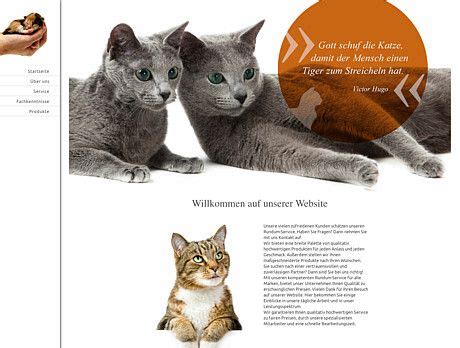 Startseite
Über uns
Service
Fachkenntnisse
Produkte
Gott schuf die Katze,
damit der Mensch einen
Tiger zum Streicheln hat.
Victor Hugo
Willkommen auf unserer Website
Unsere vielen zufriedenen Kunden schätzen unseren
Rundum-Service. Haben Sie Fragen? Dann nehmen Sie
mit uns Kontakt auf.
Wir bieten eine breite Palette von qualitativ
hochwertigen Produkten für jeden Anlass und jeden
Geschmack. Außerdem stellen wir Ihnen
maßgeschneiderte Produkte nach Ihren Wünschen.
Sie suchen nach einer vertrauensvollen und
zuverlässigen Partner? Dann sind Sie bei uns richtig!
Mit unserem kompetenten Rundum-Service für alle
Marken, bietet unser Unternehmen Ihnen Qualität zu
erschwinglichen Preisen. Vielen Dank für Ihren Besuch
auf unserer Website. Hier bekommen Sie einige
Einblicke in unsere tägliche Arbeit und in unser
Leistungsspektrum.
Wir garantieren Ihnen qualitativ hochwertigen Service
zu fairen Preisen, durch unsere spezialisierten
Mitarbeiter und eine schnelle Bearbeitungszeit.